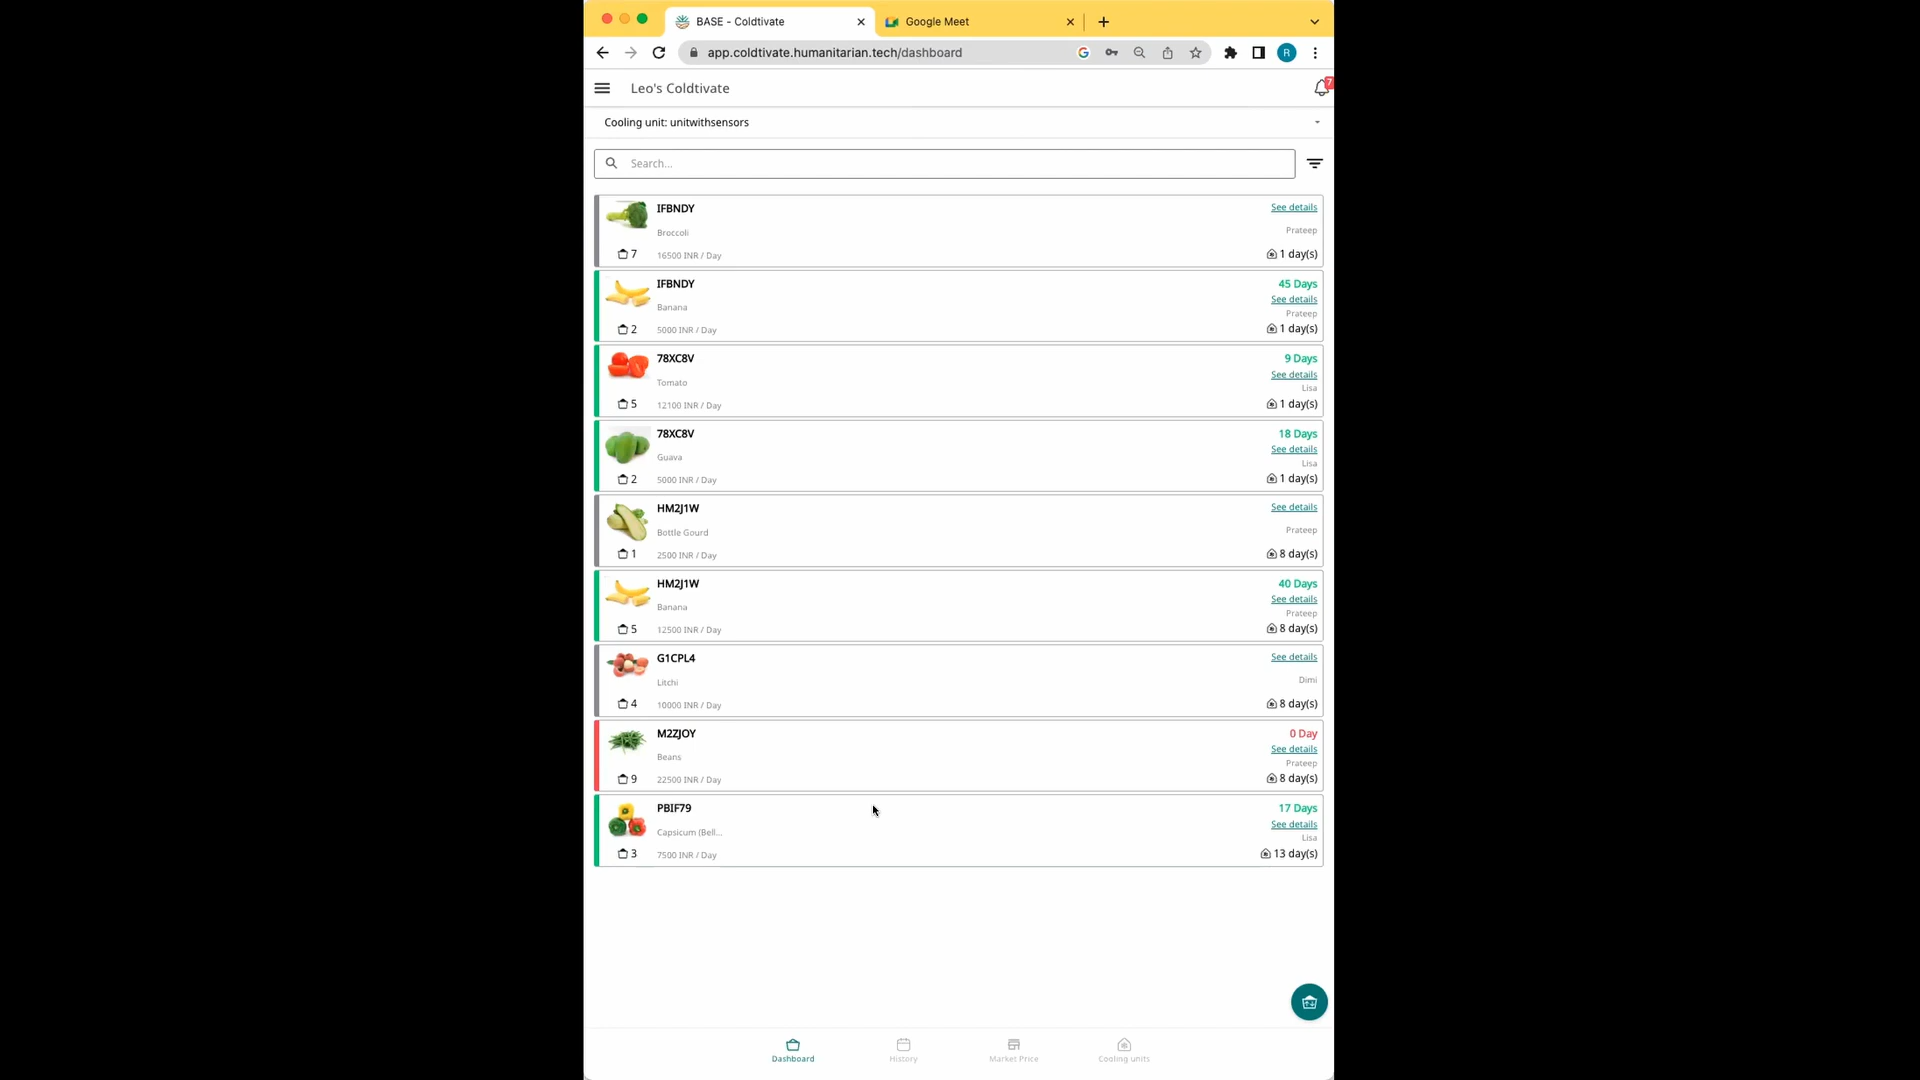 BASE - Coldtivate
Google Meet
app.coldtivate.humanitarian.tech/dashboard
R
Leo's Coldtivate
7
Cooling unit: unitwithsensors
Search...
IFBNDY
See details
Broccoli
Prateep
7
16500 INR / Day
1 day(s)
IFBNDY
45 Days
See details
Banana
Prateep
2
5000 INR / Day
1 day(s)
78XC8V
9 Days
See details
Tomato
Lisa
5
12100 INR / Day
1 day(s)
78XC8V
18 Days
See details
Guava
Lisa
2
5000 INR / Day
1 day(s)
HM2J1W
See details
Bottle Gourd
Prateep
1
2500 INR / Day
8 day(s)
HM2J1W
40 Days
See details
Banana
Prateep
5
12500 INR / Day
8 day(s)
G1CPL4
See details
Litchi
Dimi
4
10000 INR / Day
8 day(s)
M2ZJOY
0 Day
See details
Beans
Prateep
9
22500 INR / Day
8 day(s)
PBIF79
17 Days
See details
Capsicum (Bell...
Lisa
3
7500 INR / Day
13 day(s)
Dashboard
History
Market Price
Cooling units